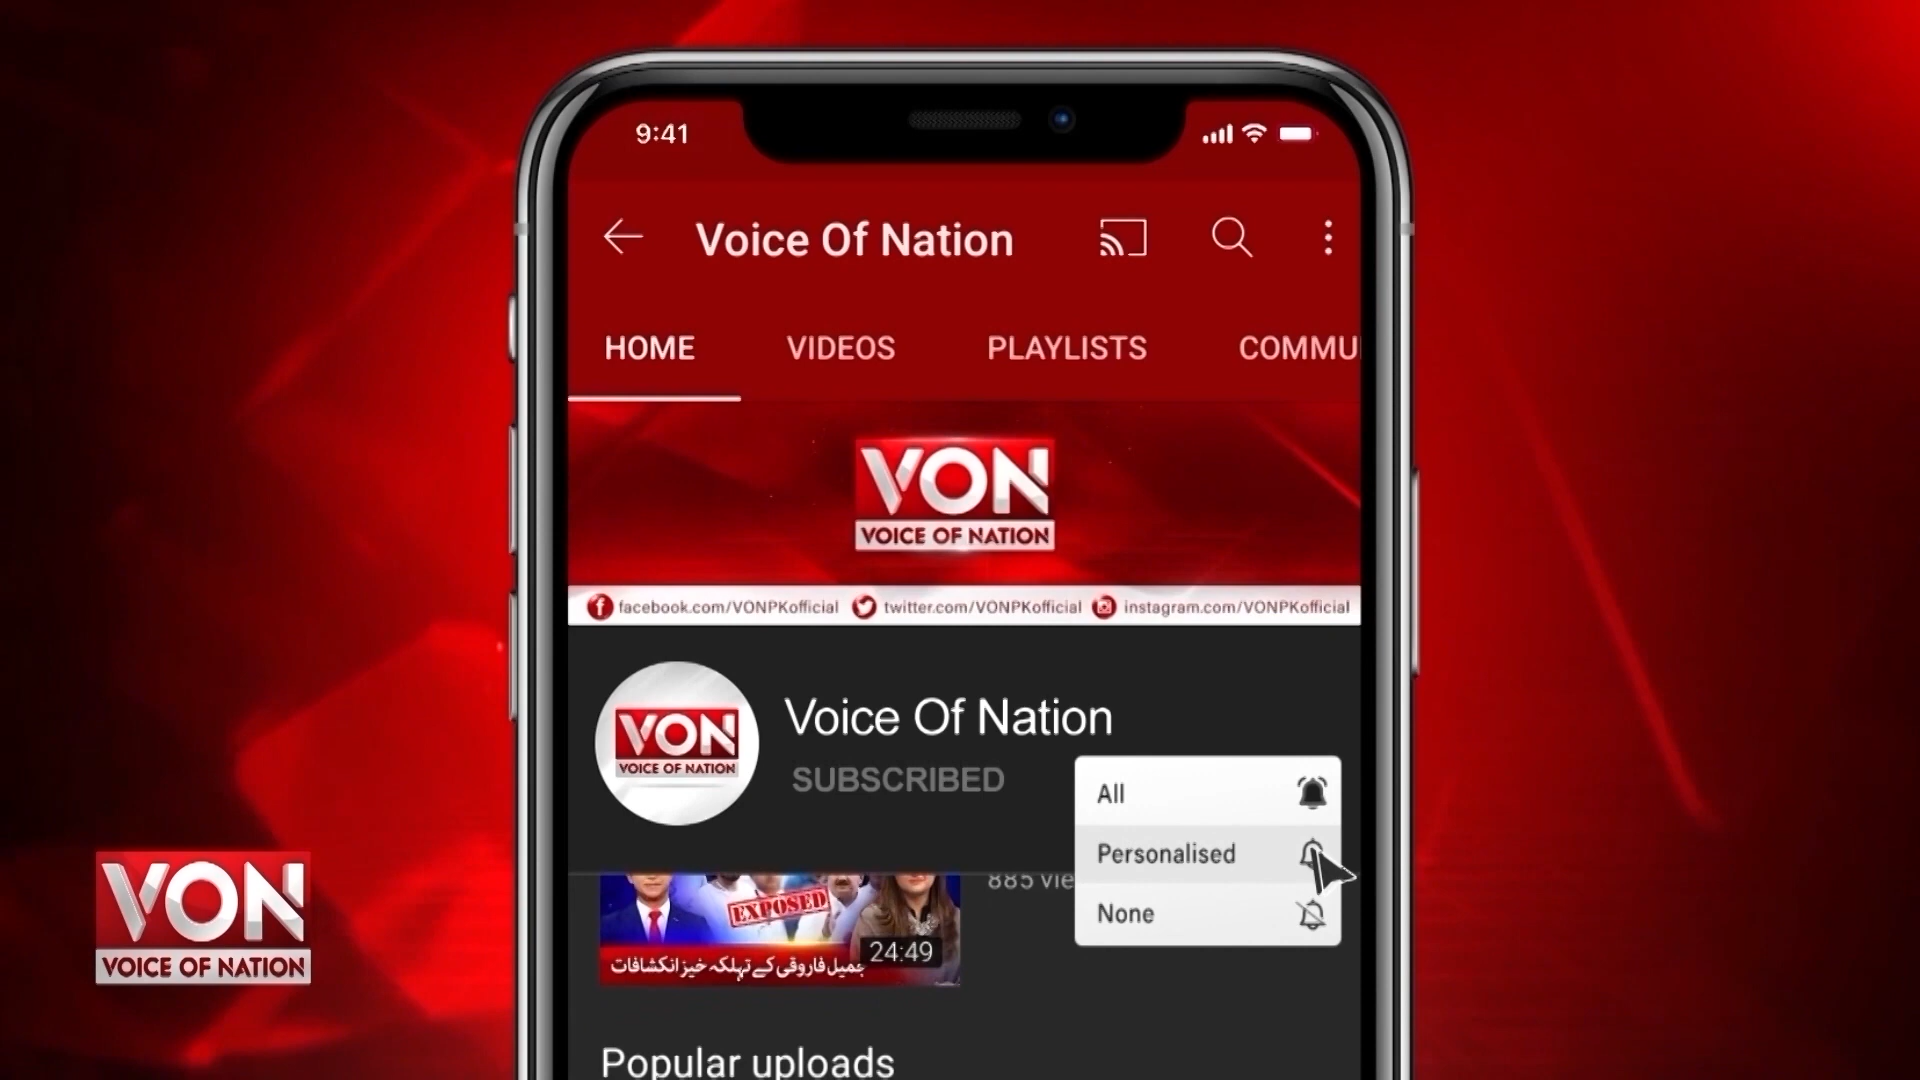 9:41
Voice Of Nation
HOME VIDEOS PLAYLISTS COMMU
VON
VOICE OF NATION
facebook.com/VONPKofficial twitter.com/VONPKofficial instagram.com/VONPKofficial
VON
VOICE OF NATION
Voice Of Nation
SUBSCRIBED
All
Personalised
None
885 vie
EXPOSED
24:49
جمیل فاروقی کے تہلکہ خیز انکشافات
Popular uploads
VON
VOICE OF NATION